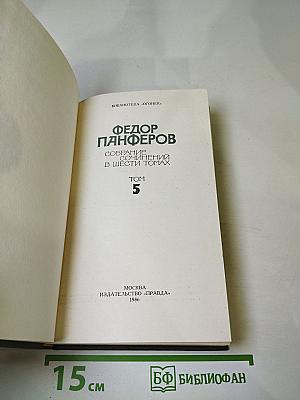 БИБЛИОТЕКА «ОГОНЕК»
ФЕДОР
ПАНФЕРОВ
СОБРАНИЕ
СОЧИНЕНИЙ
В ШЕСТИ ТОМАХ
ТОМ
5
МОСКВА
ИЗДАТЕЛЬСТВО «ПРАВДА»
1986
15 см
БФ БИБЛИОФАН